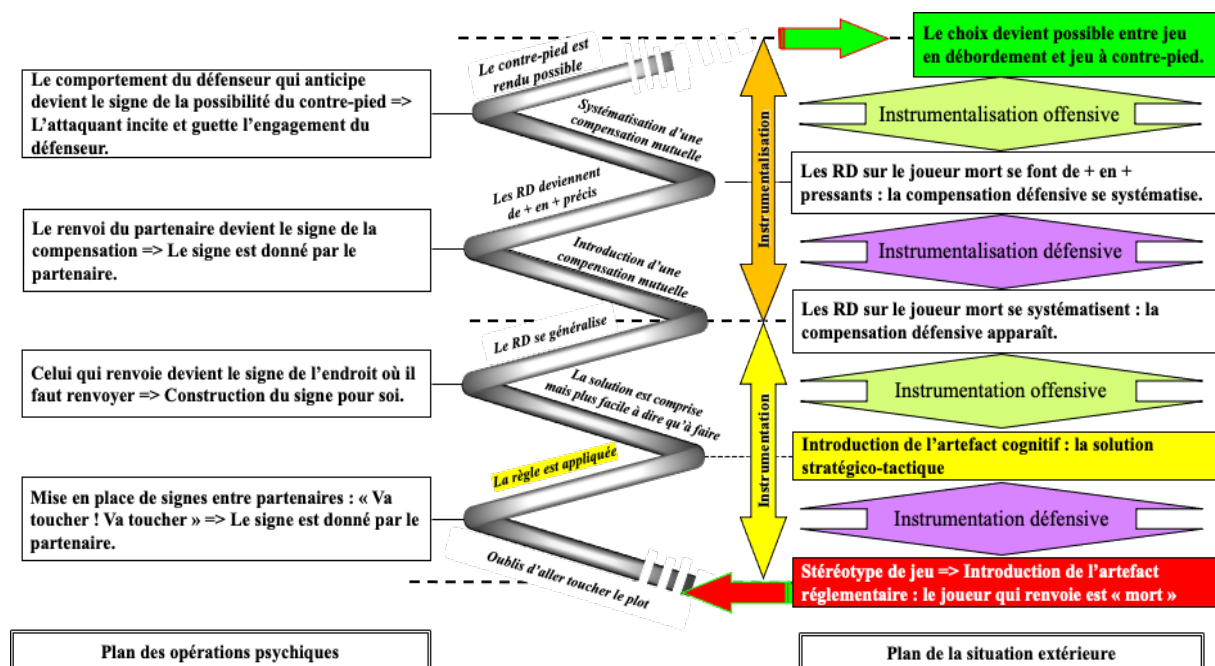 Le choix devient possible entre jeu
en débordement et jeu à contre-pied.
Le contre-pied est
rendu possible
Le comportement du défenseur qui anticipe
devient le signe de la possibilité du contre-pied =>
L’attaquant incite et guette l’engagement du
défenseur.
Instrumentalisation offensive
Systématisation d’une
compensation mutuelle
Instrumentalisation
Les RD sur le joueur mort se font de + en +
pressants : la compensation défensive se systématise.
Les RD deviennent
de + en + précis
Le renvoi du partenaire devient le signe de la
compensation => Le signe est donné par le
partenaire.
Instrumentalisation défensive
Introduction d’une
compensation mutuelle
Les RD sur le joueur mort se systématisent : la
compensation défensive apparaît.
Le RD se généralise
Celui qui renvoie devient le signe de l’endroit où il
faut renvoyer => Construction du signe pour soi.
Instrumentation offensive
La solution est comprise
mais plus facile à dire qu’à faire
Instrumentation
Introduction de l’artefact cognitif : la solution
stratégico-tactique
La règle est appliquée
Mise en place de signes entre partenaires : « Va
toucher ! Va toucher » => Le signe est donné par le
partenaire.
Instrumentation défensive
Oublis d’aller toucher le plot
Stéréotype de jeu => Introduction de l’artefact
réglementaire : le joueur qui renvoie est « mort »
Plan des opérations psychiques
Plan de la situation extérieure